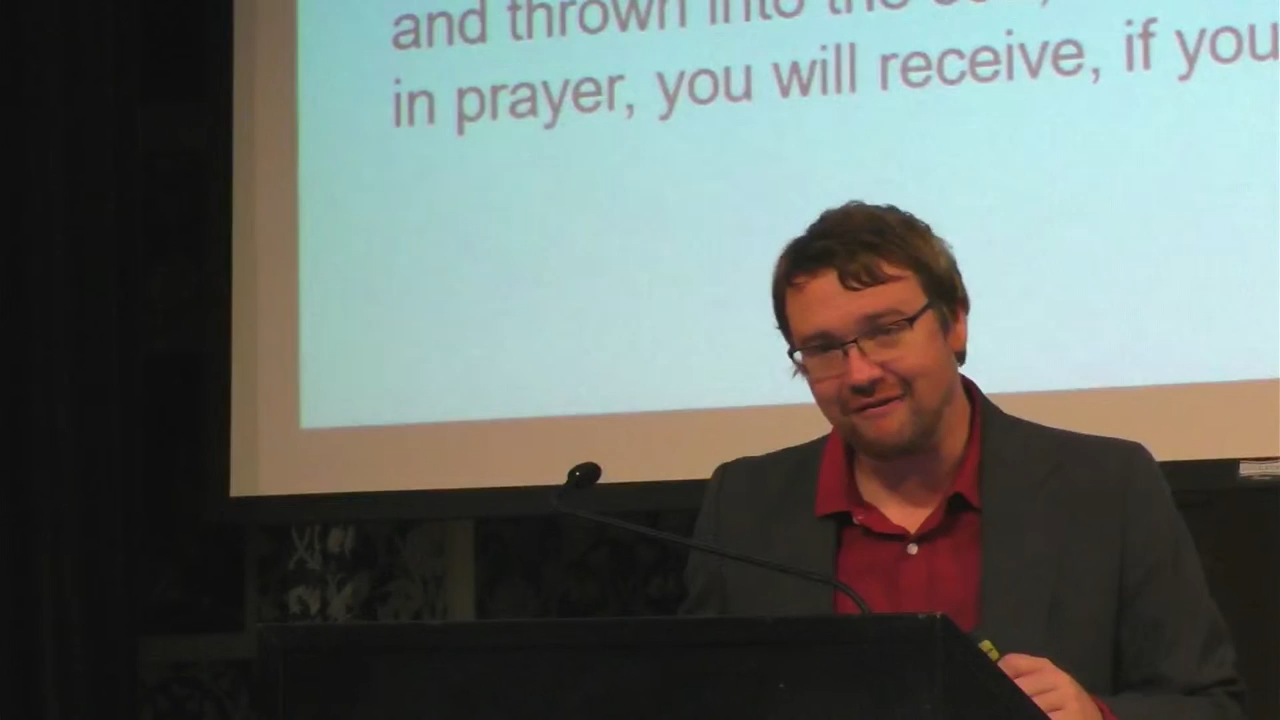 and thrown into the
in prayer, you will receive, if you